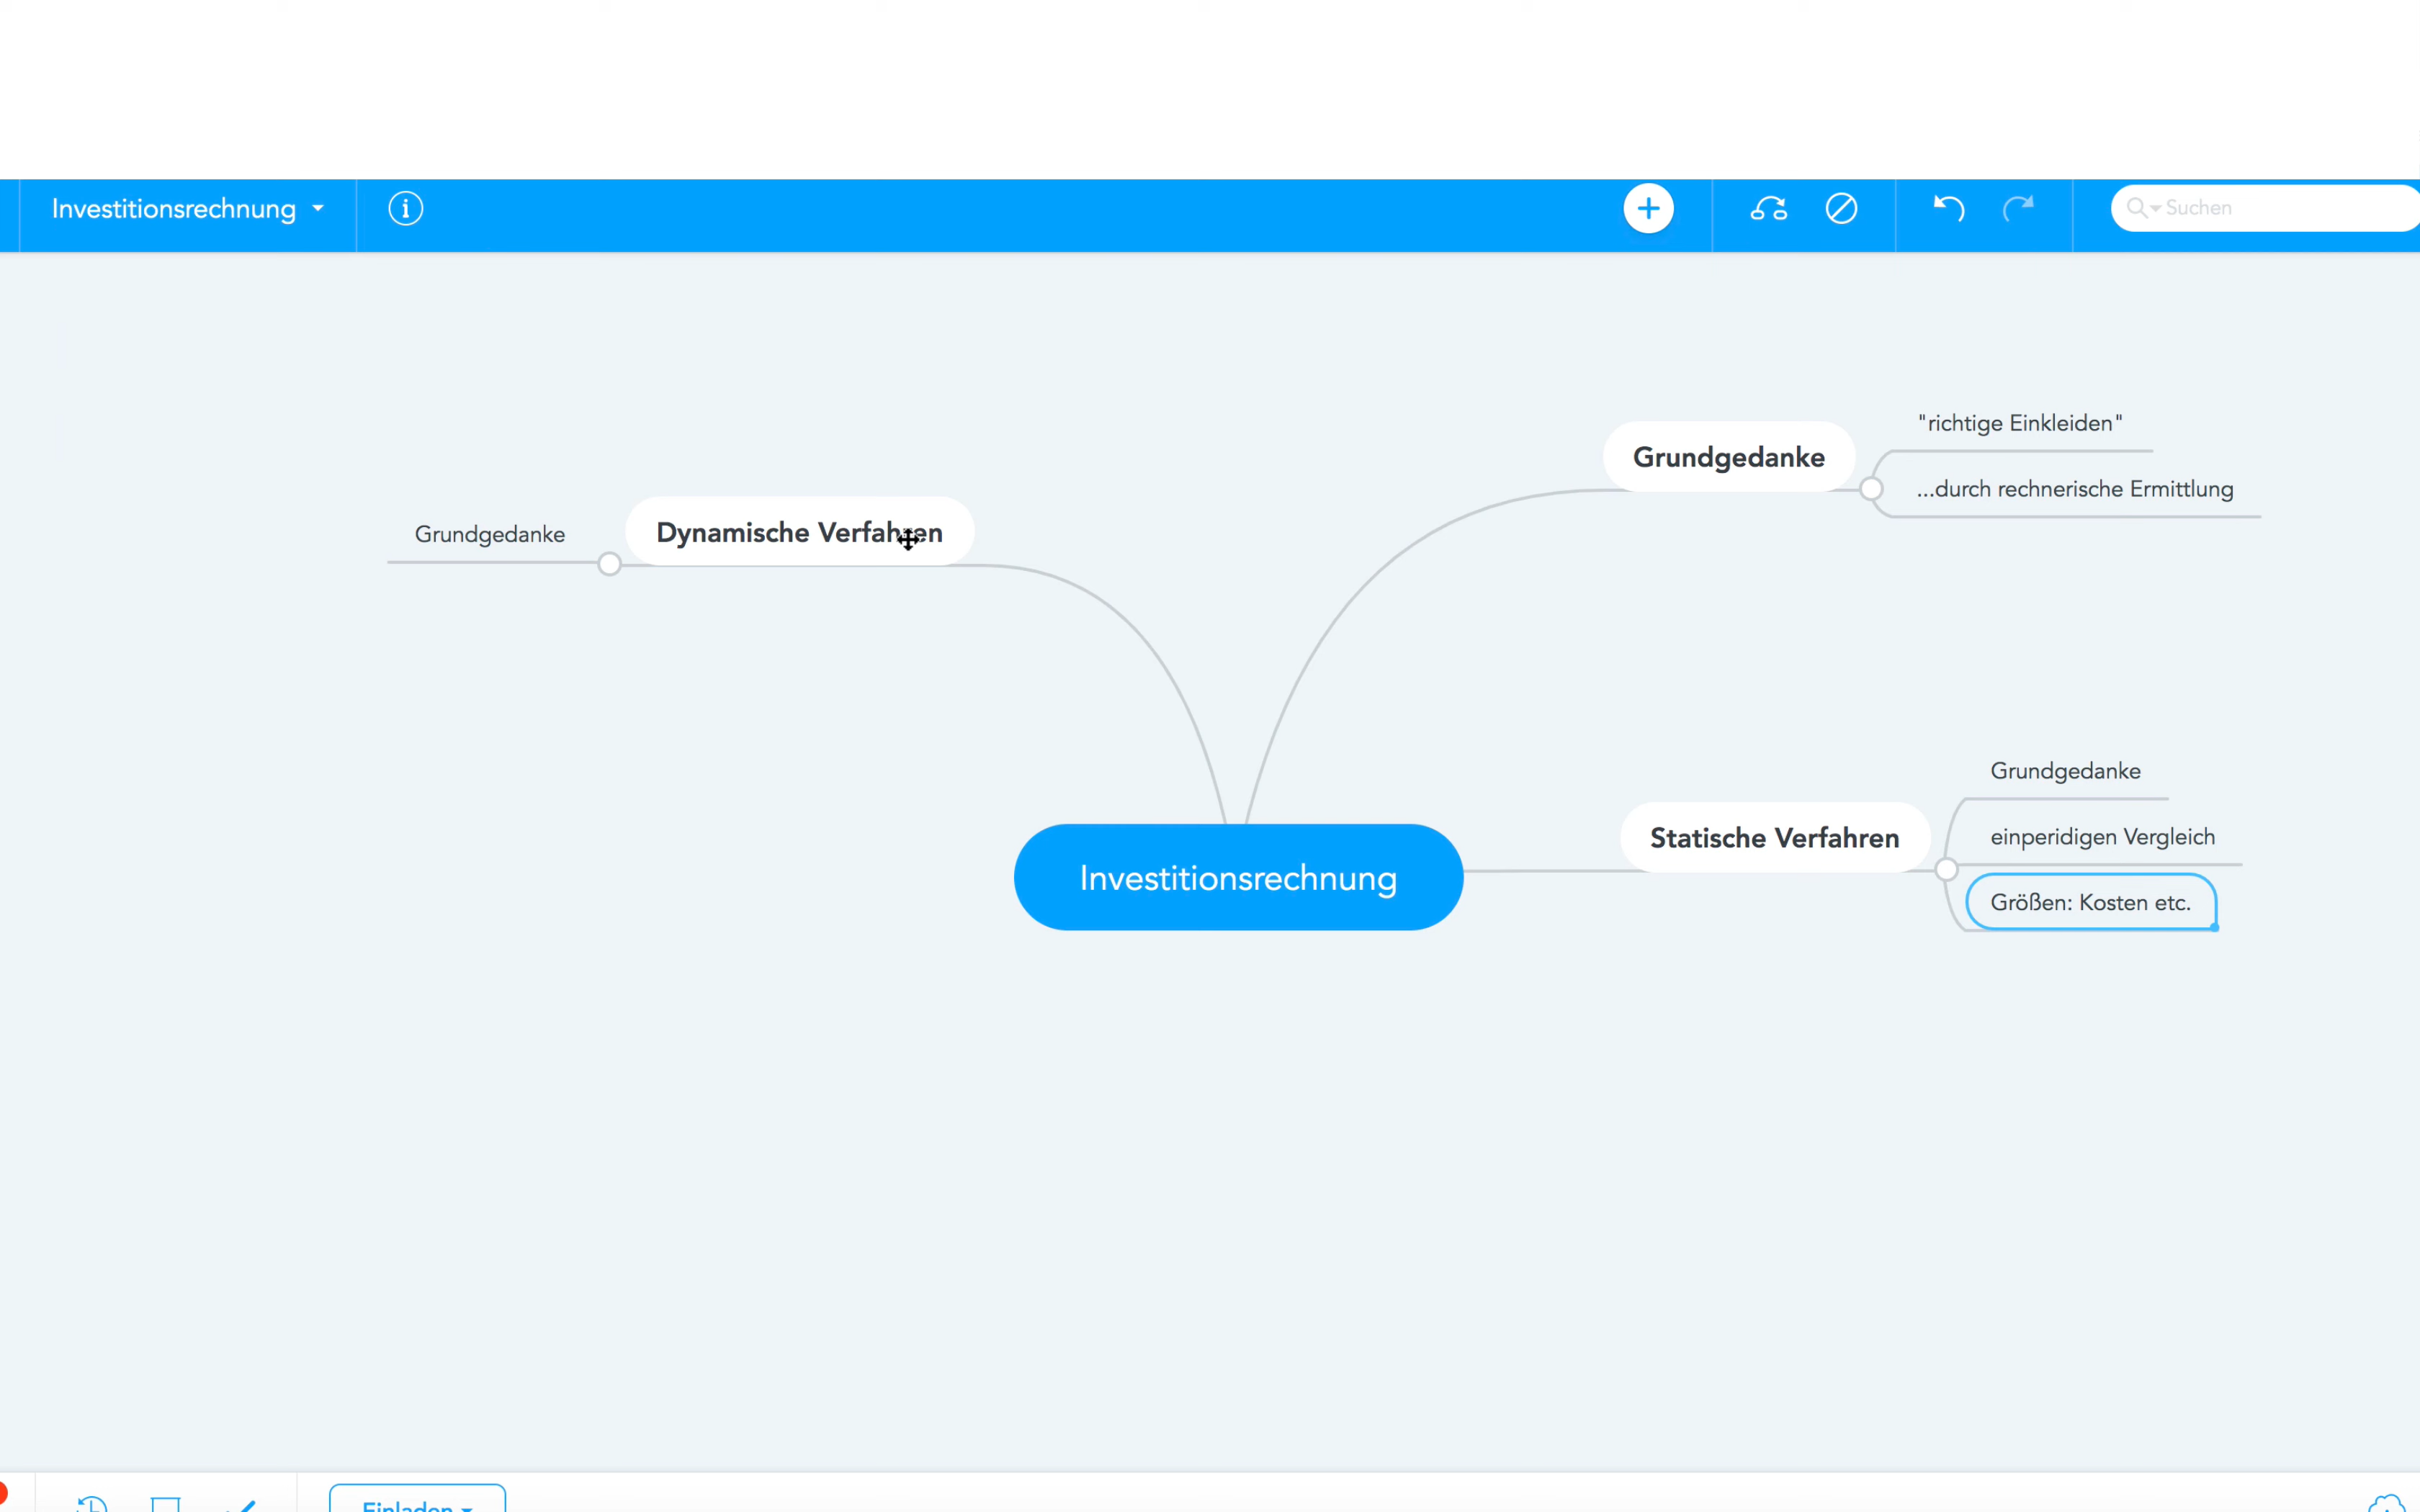 Investitionsrechnung
Suchen
"richtige Einkleiden"
Grundgedanke
...durch rechnerische Ermittlung
Grundgedanke
Dynamische Verfahren
Grundgedanke
Statische Verfahren
einperidigen Vergleich
Investitionsrechnung
Größen: Kosten etc.
Einladen